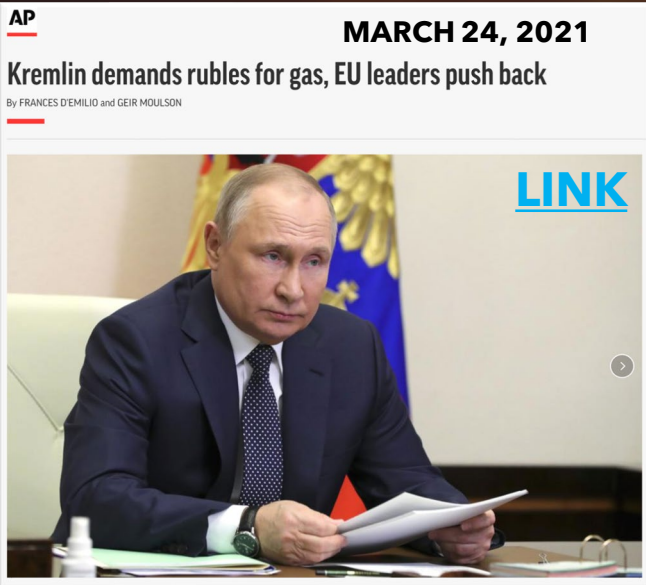 AP
MARCH 24, 2021
Kremlin demands rubles for gas, EU leaders push back
By FRANCES D'EMILIO and GEIR MOULSON
LINK